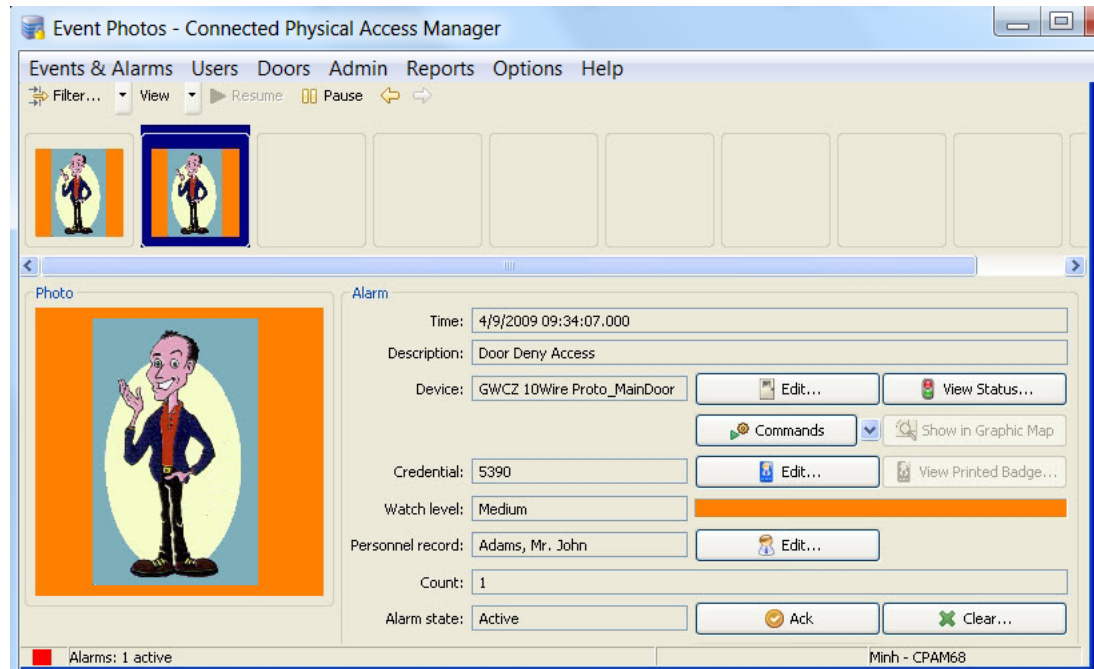 Event Photos - Connected Physical Access Manager
Events & Alarms Users Doors Admin Reports Options Help
Filter... View Resume Pause
Photo
Alarm
Time: 4/9/2009 09:34:07.000
Description: Door Deny Access
Device: GWCZ 10Wire Proto_MainDoor Edit... View Status...
Commands Show in Graphic Map
Credential: 5390 Edit... View Printed Badge...
Watch level: Medium
Personnel record: Adams, Mr. John Edit...
Count: 1
Alarm state: Active Ack Clear...
Alarms: 1 active Minh - CPAM68